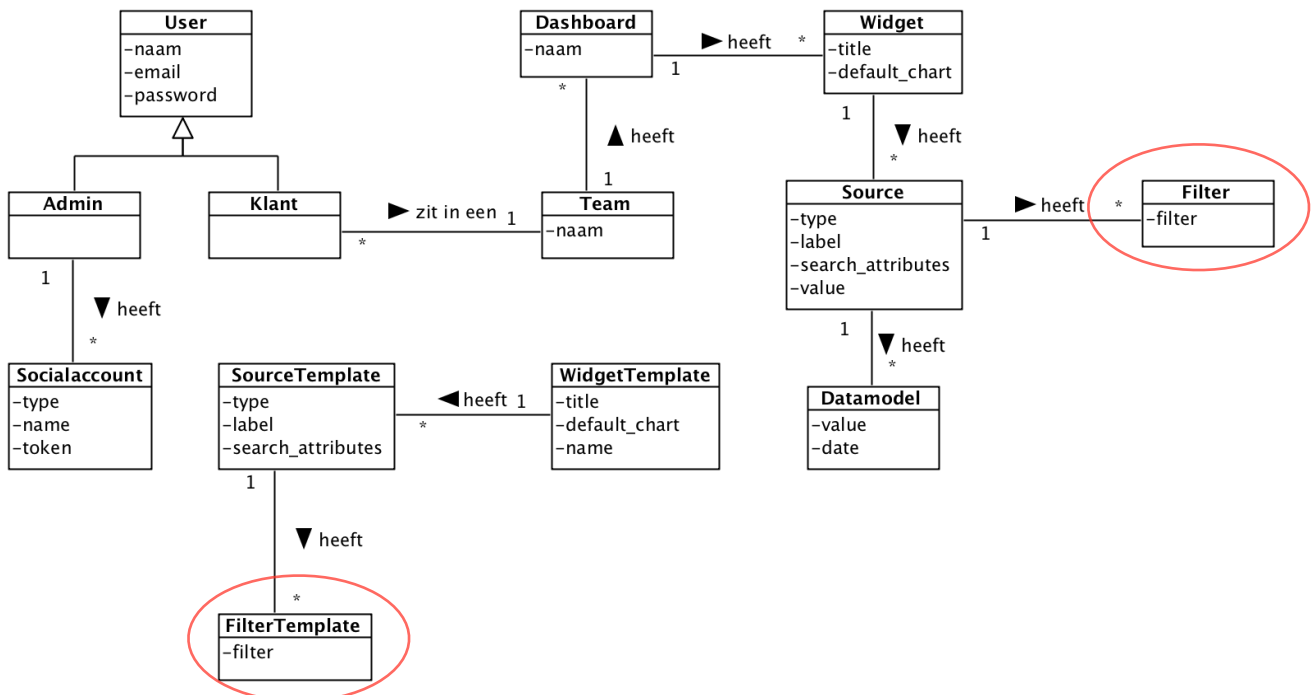 User
-naam
-email
-password
Dashboard
-naam
heeft
1
*
Widget
-title
-default_chart
*
heeft
1
1
heeft
*
Admin
Klant
zit in een
1
*
Team
-naam
Source
-type
-label
-search_attributes
-value
heeft
*
1
Filter
-filter
1
heeft
*
1
heeft
*
Socialaccount
-type
-name
-token
SourceTemplate
-type
-label
-search_attributes
heeft
1
*
WidgetTemplate
-title
-default_chart
-name
Datamodel
-value
-date
1
heeft
*
FilterTemplate
-filter